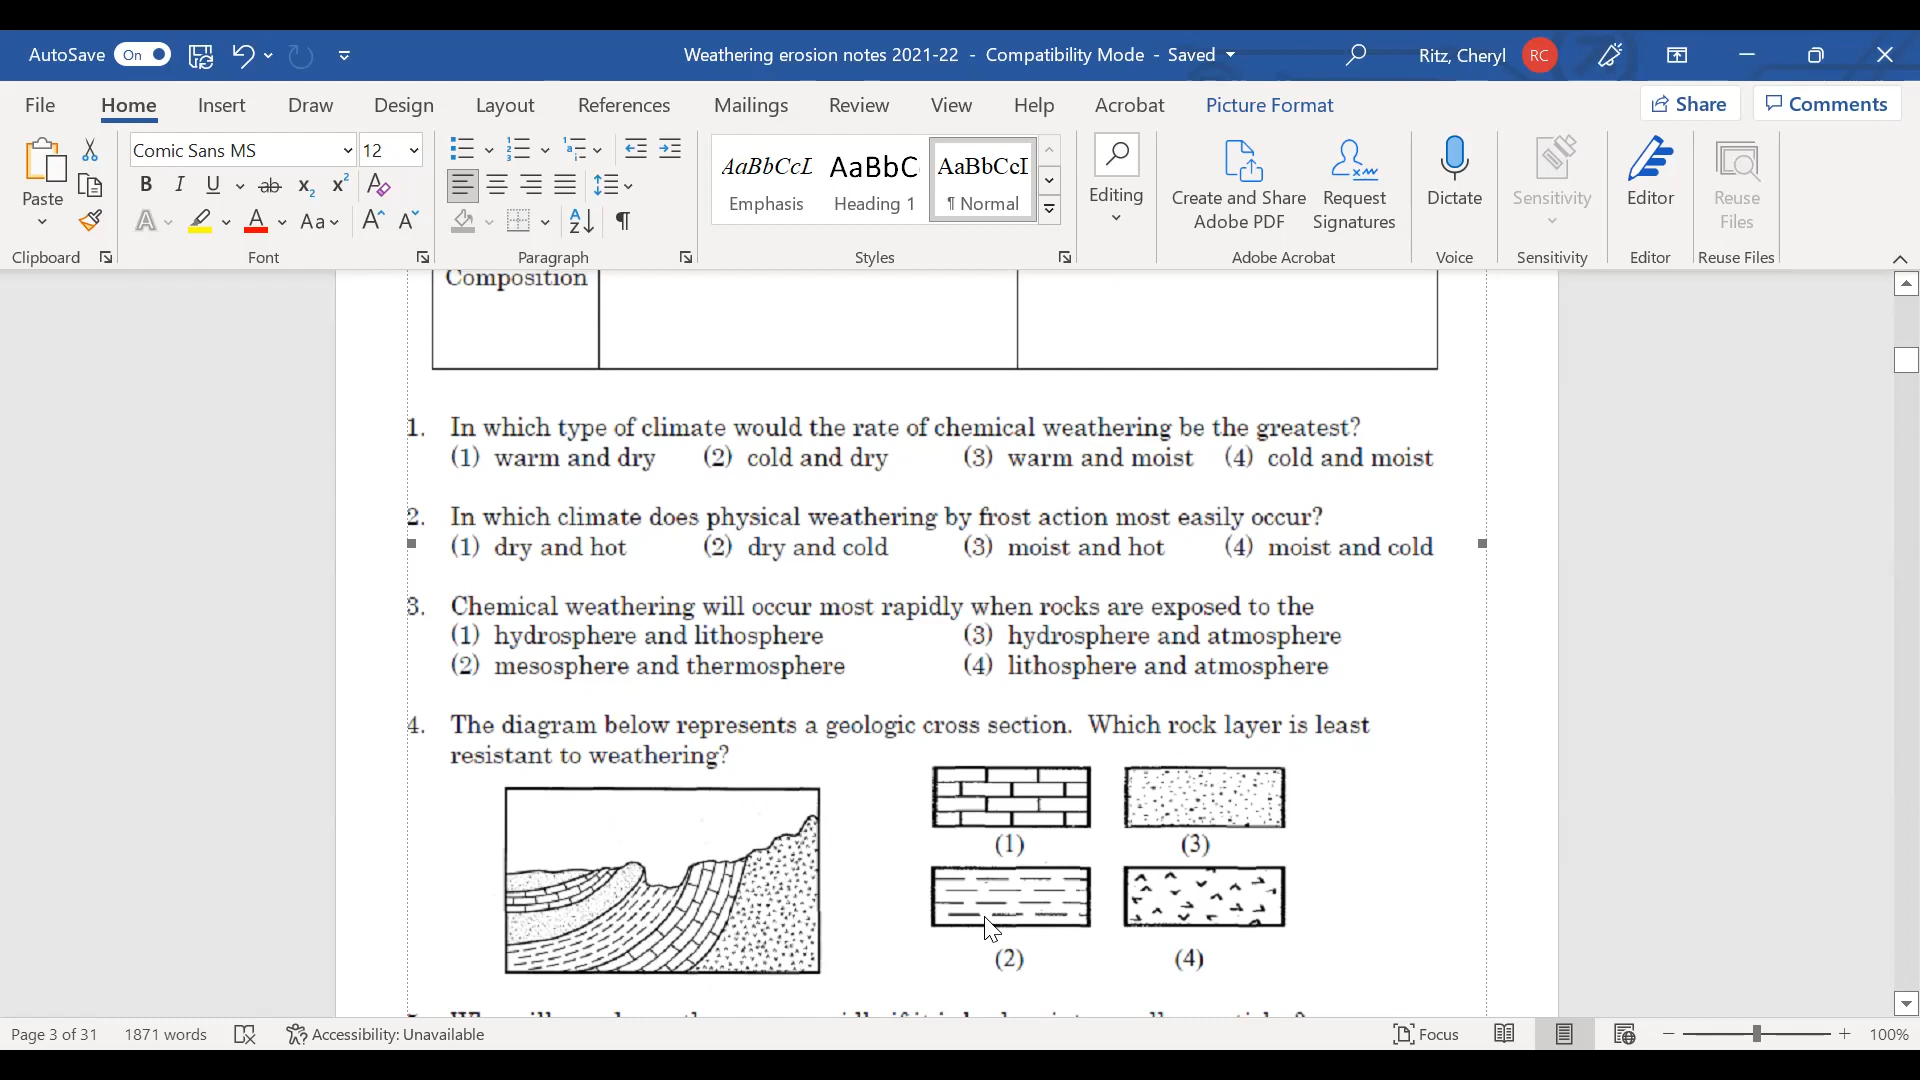 AutoSave On
Weathering erosion notes 2021-22 - Compatibility Mode - Saved
Ritz, Cheryl RC
File Home Insert Draw Design Layout References Mailings Review View Help Acrobat Picture Format Share Comments
Paste
Clipboard
Comic Sans MS 12
B I U ab x₂ x² A
A A Aa A A
Font
Paragraph
AaBbCcL AaBbC AaBbCcI
Emphasis Heading 1 ¶ Normal
Styles
Editing
Create and Share Adobe PDF
Request Signatures
Adobe Acrobat
Dictate
Voice
Sensitivity
Sensitivity
Editor
Editor
Reuse Files
Reuse Files
Composition
1. In which type of climate would the rate of chemical weathering be the greatest?
(1) warm and dry (2) cold and dry (3) warm and moist (4) cold and moist
2. In which climate does physical weathering by frost action most easily occur?
(1) dry and hot (2) dry and cold (3) moist and hot (4) moist and cold
3. Chemical weathering will occur most rapidly when rocks are exposed to the
(1) hydrosphere and lithosphere (3) hydrosphere and atmosphere
(2) mesosphere and thermosphere (4) lithosphere and atmosphere
4. The diagram below represents a geologic cross section. Which rock layer is least
resistant to weathering?
(1) (3)
(2) (4)
Page 3 of 31 1871 words Accessibility: Unavailable Focus 100%